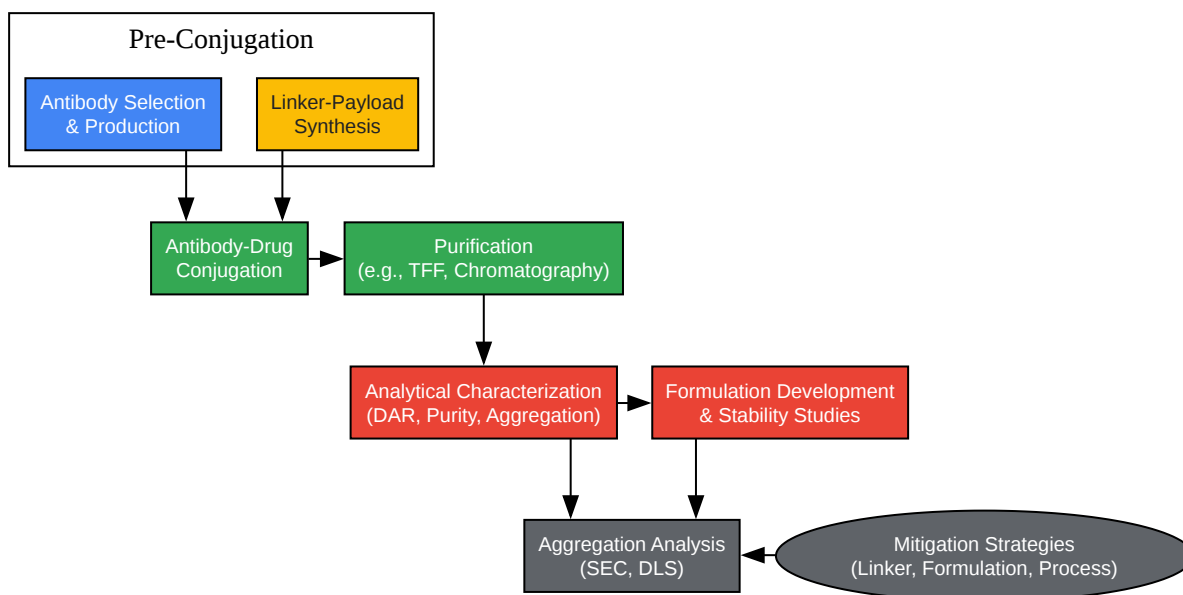 Pre-Conjugation
Antibody Selection
& Production
Linker-Payload
Synthesis
Antibody-Drug
Conjugation
Purification
(e.g., TFF, Chromatography)
Analytical Characterization
(DAR, Purity, Aggregation)
Formulation Development
& Stability Studies
Aggregation Analysis
(SEC, DLS)
Mitigation Strategies
(Linker, Formulation, Process)